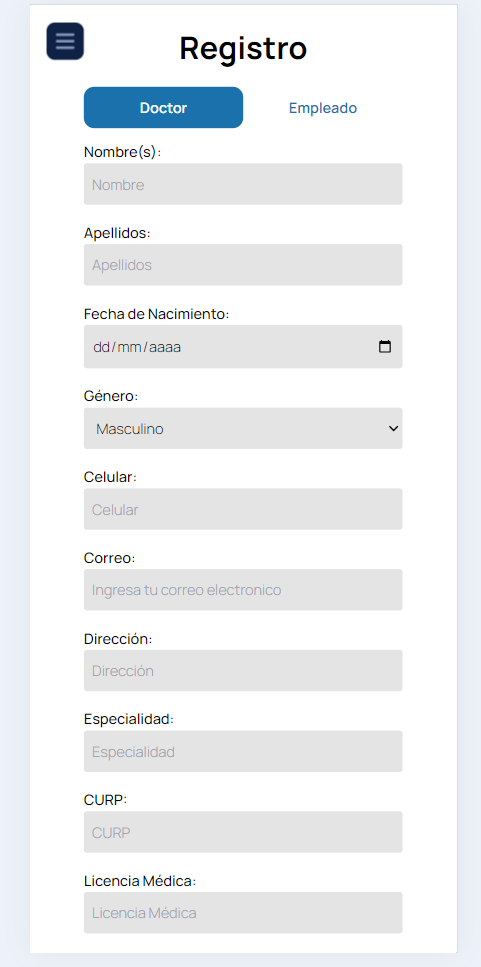 Registro
Doctor Empleado
Nombre(s):
Nombre
Apellidos:
Apellidos
Fecha de Nacimiento:
dd/mm/aaaa
Género:
Masculino
Celular:
Celular
Correo:
Ingresa tu correo electronico
Dirección:
Dirección
Especialidad:
Especialidad
CURP:
CURP
Licencia Médica:
Licencia Médica